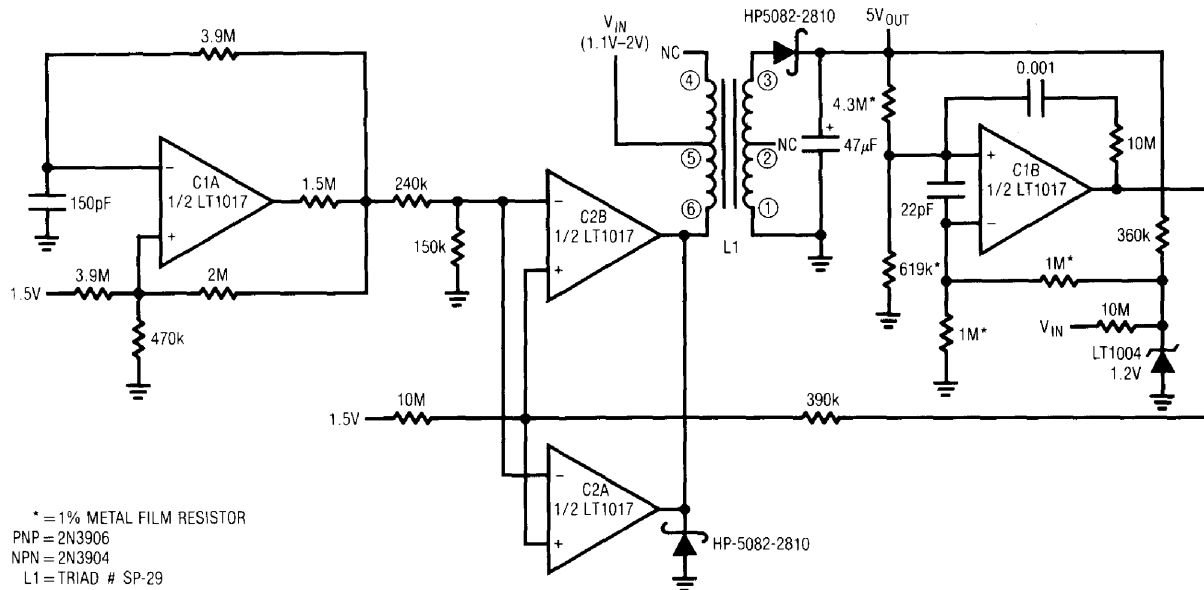 3.9M
V_IN
(1.1V–2V)
HP5082-2810
5V_OUT
NC
④
③
0.001
4.3M*
10M
C1A
1/2 LT1017
−
+
150pF
1.5M
240k
150k
C2B
1/2 LT1017
−
+
⑤
NC
②
+
47µF
⑥
①
L1
C1B
1/2 LT1017
+
−
22pF
360k
619k*
1M*
3.9M
1.5V
2M
470k
1M*
V_IN
10M
LT1004
1.2V
1.5V
10M
390k
C2A
1/2 LT1017
−
+
HP-5082-2810
* = 1% METAL FILM RESISTOR
PNP = 2N3906
NPN = 2N3904
L1 = TRIAD # SP-29